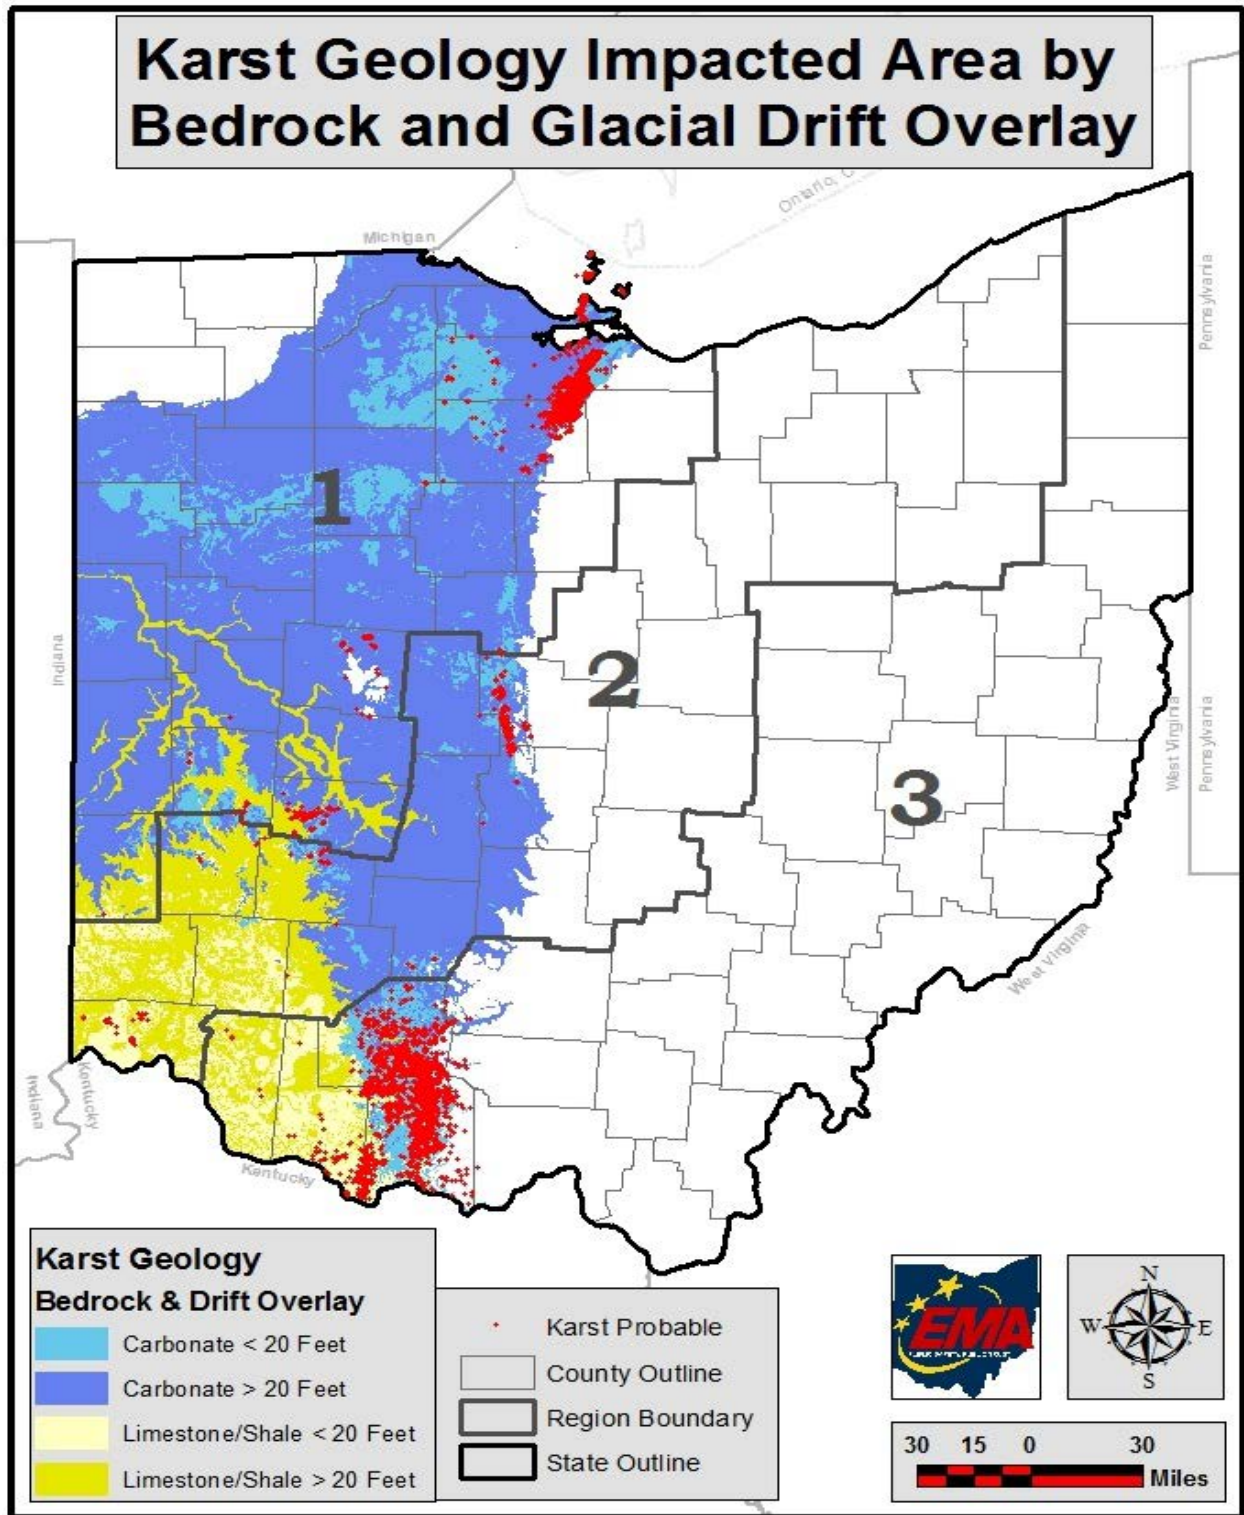 Karst Geology Impacted Area by
Bedrock and Glacial Drift Overlay
Michigan
Pennsylvania
1
Indiana
2
3
West Virginia
Pennsylvania
West Virginia
Indiana
Kentucky
Kentucky
Karst Geology
Bedrock & Drift Overlay
Carbonate < 20 Feet
Carbonate > 20 Feet
Limestone/Shale < 20 Feet
Limestone/Shale > 20 Feet
Karst Probable
County Outline
Region Boundary
State Outline
EMA
N
W E
S
30 15 0 30
Miles